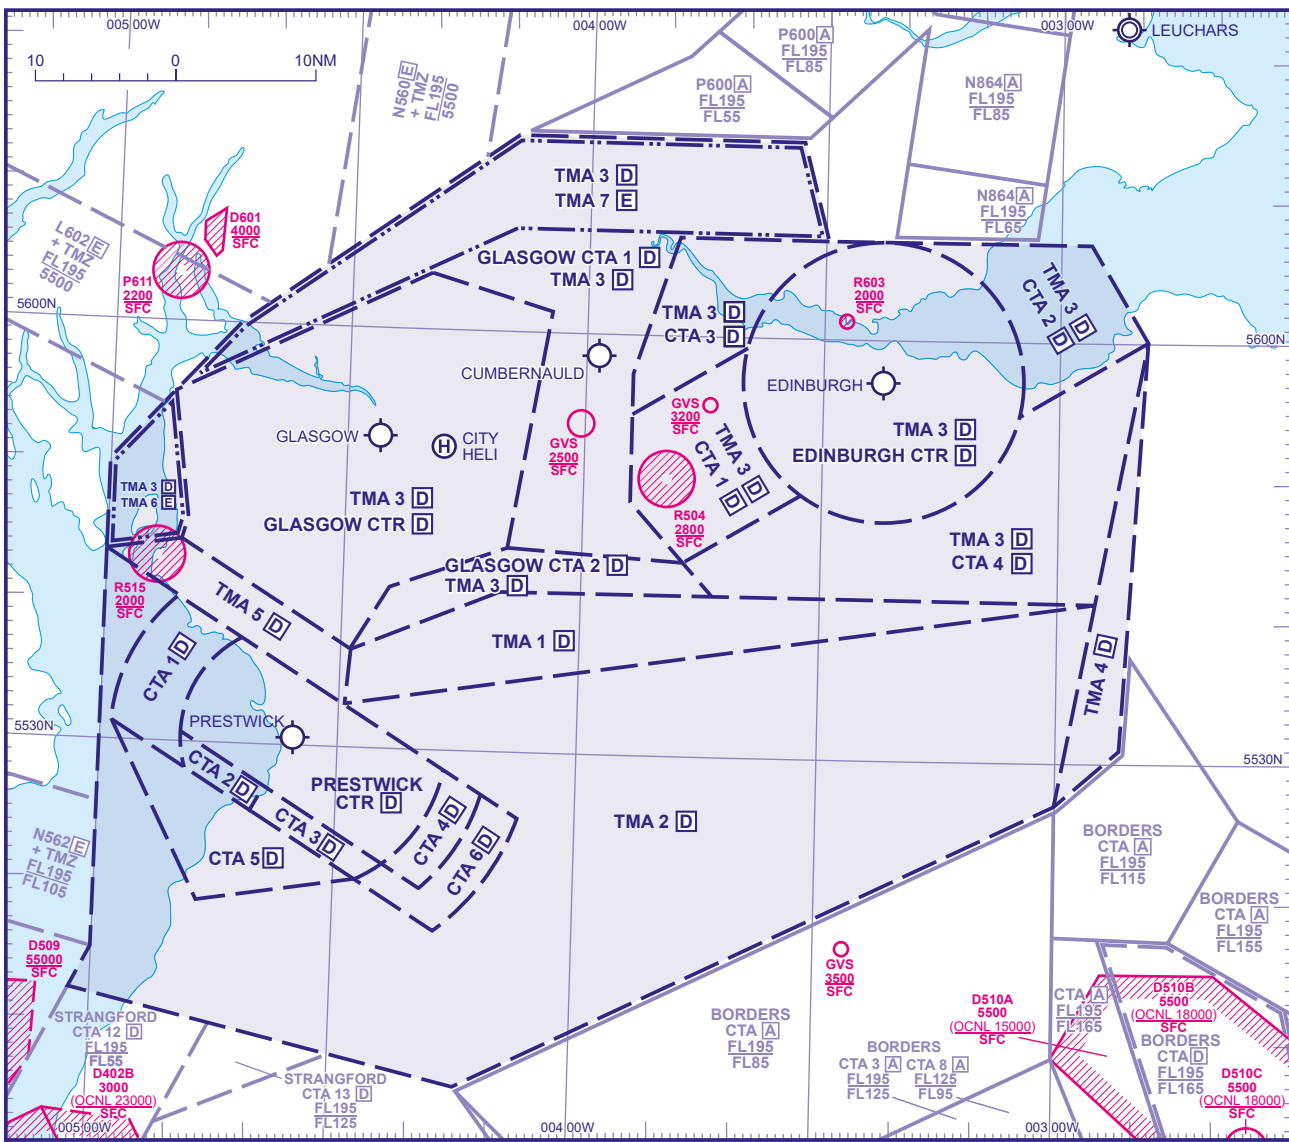 005 00W
004 00W
003 00W
LEUCHARS
10 0 10NM
N560 E
+ TMZ
FL195
5500
P600 A
FL195
FL85
P600 A
FL195
FL55
N864 A
FL195
FL85
N864 A
FL195
FL65
TMA 3 D
TMA 7 E
D601
4000
SFC
L602 E
+ TMZ
FL195
5500
P611
2200
SFC
GLASGOW CTA 1 D
TMA 3 D
R603
2000
SFC
TMA 3 D
CTA 2 D
TMA 3 D
CTA 3 D
5600N
5600N
CUMBERNAULD
EDINBURGH
GLASGOW
H CITY
HELI
GVS
2500
SFC
GVS
3200
SFC
TMA 3 D
CTA 1 D
TMA 3 D
EDINBURGH CTR D
TMA 3 D
TMA 6 E
TMA 3 D
GLASGOW CTR D
R504
2800
SFC
TMA 3 D
CTA 4 D
GLASGOW CTA 2 D
TMA 3 D
R515
2000
SFC
TMA 5 D
TMA 1 D
CTA 1 D
TMA 4 D
PRESTWICK
5530N
5530N
CTA 2 D
PRESTWICK
CTR D
CTA 3 D
CTA 4 D
CTA 6 D
CTA 5 D
TMA 2 D
N562 E
+ TMZ
FL195
FL105
BORDERS
CTA A
FL195
FL115
BORDERS
CTA A
FL195
FL155
D509
55000
SFC
GVS
3500
SFC
STRANGFORD
CTA 12 D
FL195
FL55
D402B
3000
(OCNL 23000)
SFC
STRANGFORD
CTA 13 D
FL195
FL125
BORDERS
CTA A
FL195
FL85
BORDERS
CTA 3 A CTA 8 A
FL195 FL125
FL125 FL95
D510A
5500
(OCNL 15000)
SFC
CTA A
FL195
FL165
D510B
5500
(OCNL 18000)
SFC
BORDERS
CTA D
FL195
FL165
D510C
5500
(OCNL 18000)
SFC
005 00W
004 00W
003 00W